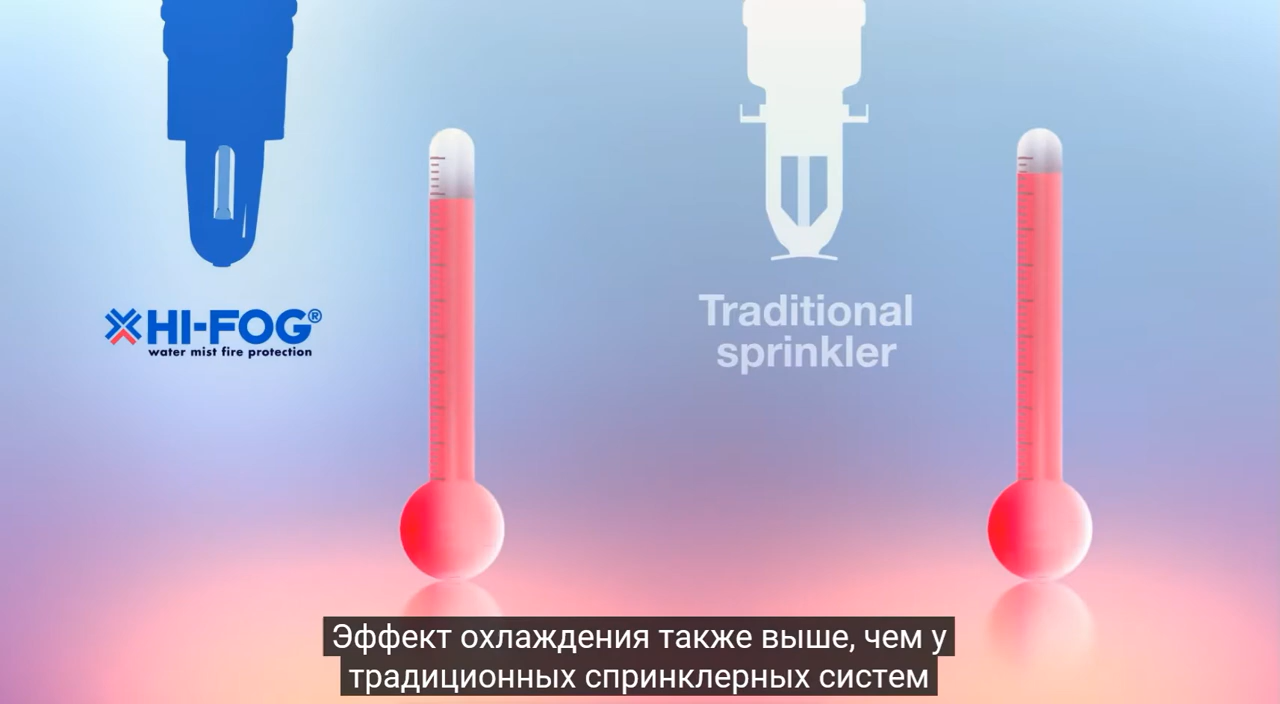 HI-FOG®
water mist fire protection
Traditional
sprinkler
Эффект охлаждения также выше, чем у
традиционных спринклерных систем